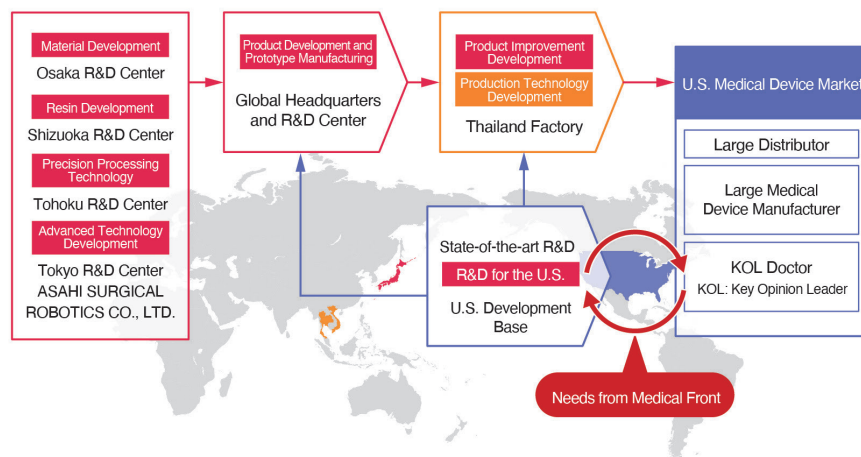 Material Development
Osaka R&D Center
Resin Development
Shizuoka R&D Center
Precision Processing
Technology
Tohoku R&D Center
Advanced Technology
Development
Tokyo R&D Center
ASAHI SURGICAL
ROBOTICS CO., LTD.
Product Development and
Prototype Manufacturing
Global Headquarters
and R&D Center
Product Improvement
Development
Production Technology
Development
Thailand Factory
State-of-the-art R&D
R&D for the U.S.
U.S. Development
Base
U.S. Medical Device Market
Large Distributor
Large Medical
Device Manufacturer
KOL Doctor
KOL: Key Opinion Leader
Needs from Medical Front